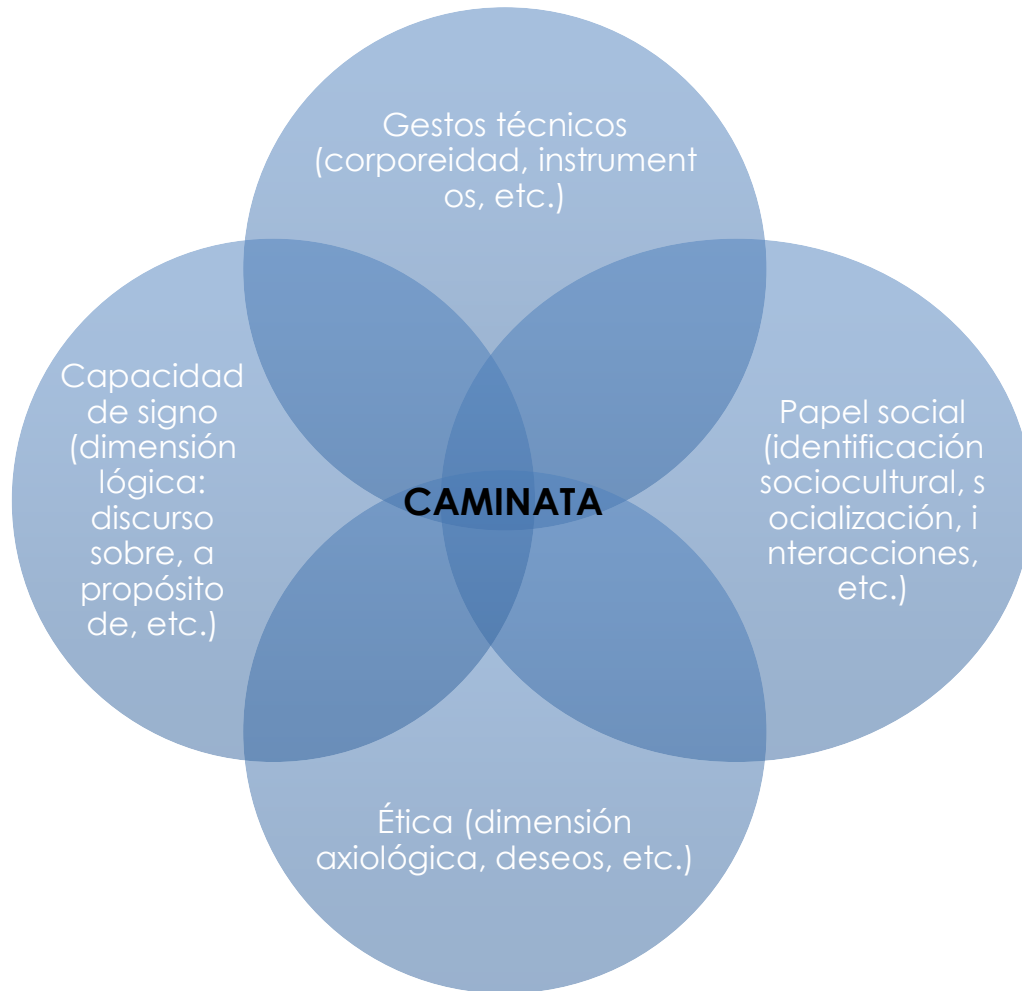 Gestos técnicos
(corporeidad, instrument
os, etc.)
Capacidad
de signo
(dimensión
lógica:
discurso
sobre, a
propósito
de, etc.)
CAMINATA
Papel social
(identificación
sociocultural, s
ocialización, i
nteracciones,
etc.)
Ética (dimensión
axiológica, deseos, etc.)